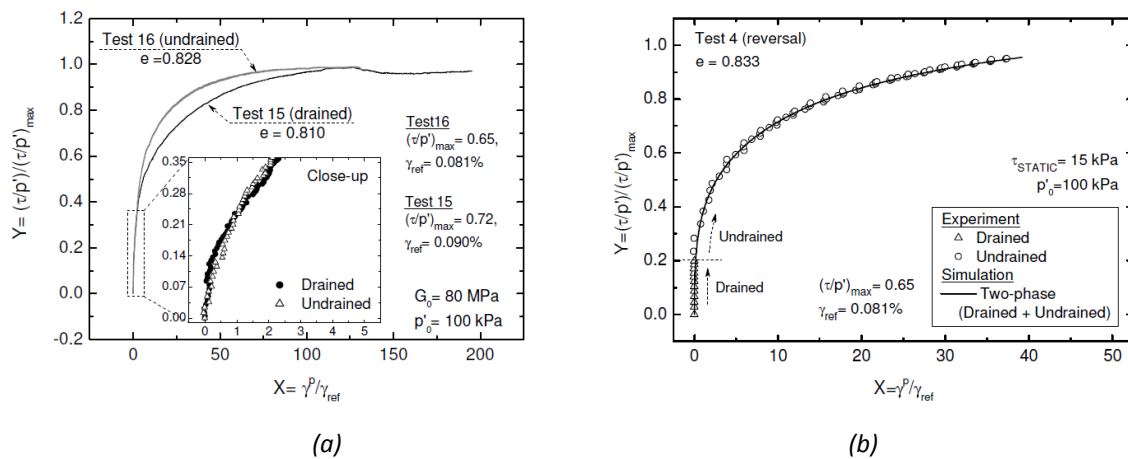 1.2
1.0
0.8
0.6
0.4
0.2
0.0
-0.2
Y= (τ/p')/(τ/p')max
Test 16 (undrained)
e =0.828
Test 15 (drained)
e =0.810
Test16
(τ/p')max= 0.65,
γref= 0.081%
Test 15
(τ/p')max= 0.72,
γref= 0.090%
G0= 80 MPa
p'0= 100 kPa
0.35
0.28
0.21
0.14
0.07
0.00
Close-up
Drained
Undrained
0 1 2 3 4 5
0 50 100 150 200
X= γp/γref
(a)
1.0
0.8
0.6
0.4
0.2
0.0
Y=(τ/p')/(τ/p')max
Test 4 (reversal)
e = 0.833
τSTATIC= 15 kPa
p'0=100 kPa
Undrained
Drained
(τ/p')max= 0.65
γref= 0.081%
Experiment
Drained
Undrained
Simulation
Two-phase
(Drained + Undrained)
0 10 20 30 40 50
X=γp/γref
(b)